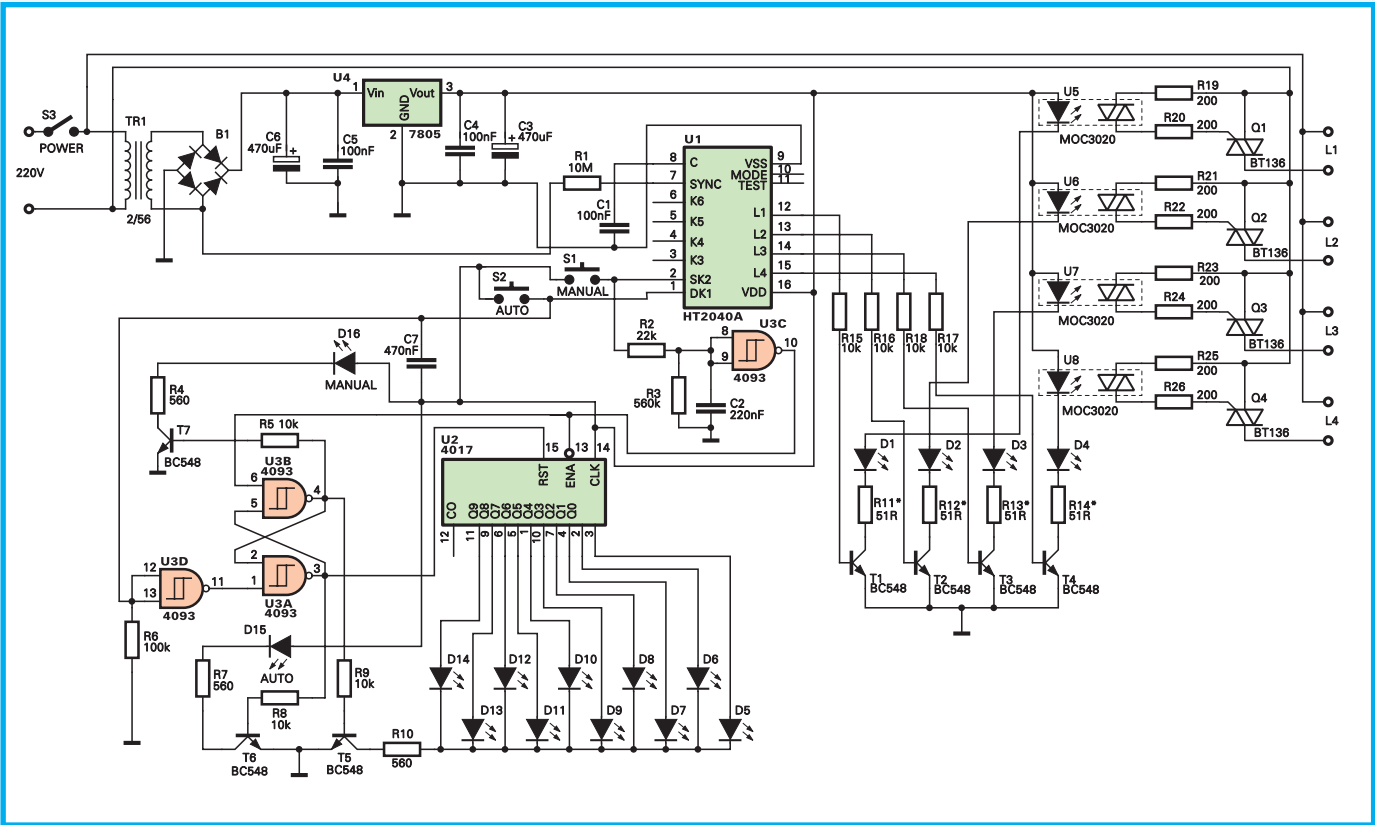 S3
POWER
220V
TR1
2/56
B1
C6
470uF
+
C5
100nF
U4
1
Vin
Vout
3
GND
2
7805
C4
100nF
C3
+
470uF
R1
10M
C1
100nF
U1
8
C
7
SYNC
6
K6
5
K5
4
K4
3
K3
2
SK2
1
DK1
VSS
9
MODE
10
TEST
11
L1
12
L2
13
L3
14
L4
15
VDD
16
HT2040A
S1
MANUAL
S2
AUTO
R2
22k
R3
560k
U3C
8
9
10
4093
C2
220nF
R15
10k
R16
10k
R18
10k
R17
10k
U5
MOC3020
R19
200
R20
200
Q1
BT136
L1
U6
MOC3020
R21
200
R22
200
Q2
BT136
L2
U7
MOC3020
R23
200
R24
200
Q3
BT136
L3
U8
MOC3020
R25
200
R26
200
Q4
BT136
L4
D16
MANUAL
C7
470nF
R4
560
T7
BC548
R5 10k
U3B
4093
6
5
4
U3D
12
13
11
4093
2
1
3
U3A
4093
R6
100k
D15
AUTO
R7
560
R8
10k
R9
10k
T6
BC548
T5
BC548
R10
560
U2
4017
15
13
14
RST
ENA
CLK
CO
Q9
Q8
Q7
Q6
Q5
Q4
Q3
Q2
Q1
Q0
12
11
9
6
5
1
10
7
4
2
3
D14
D12
D10
D8
D6
D13
D11
D9
D7
D5
D1
D2
D3
D4
R11*
51R
R12*
51R
R13*
51R
R14*
51R
T1
BC548
T2
BC548
T3
BC548
T4
BC548